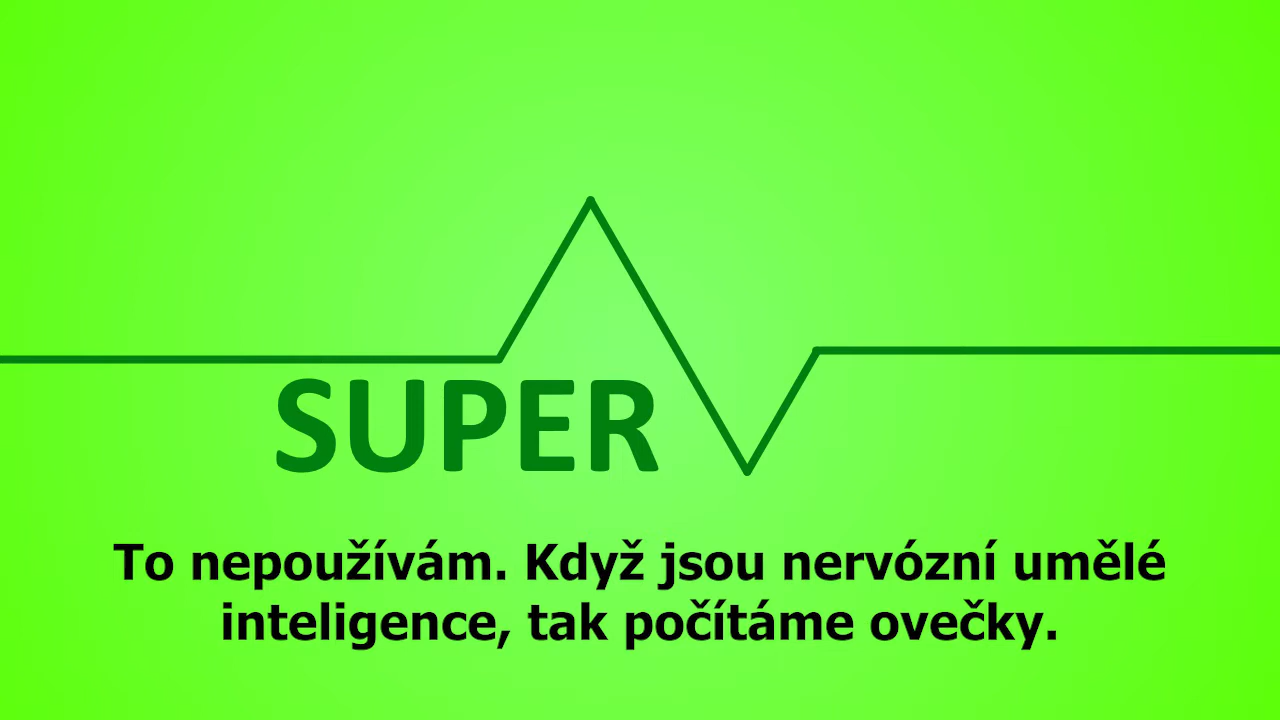 SUPER
To nepoužívám. Když jsou nervózní umělé
inteligence, tak počítáme ovečky.